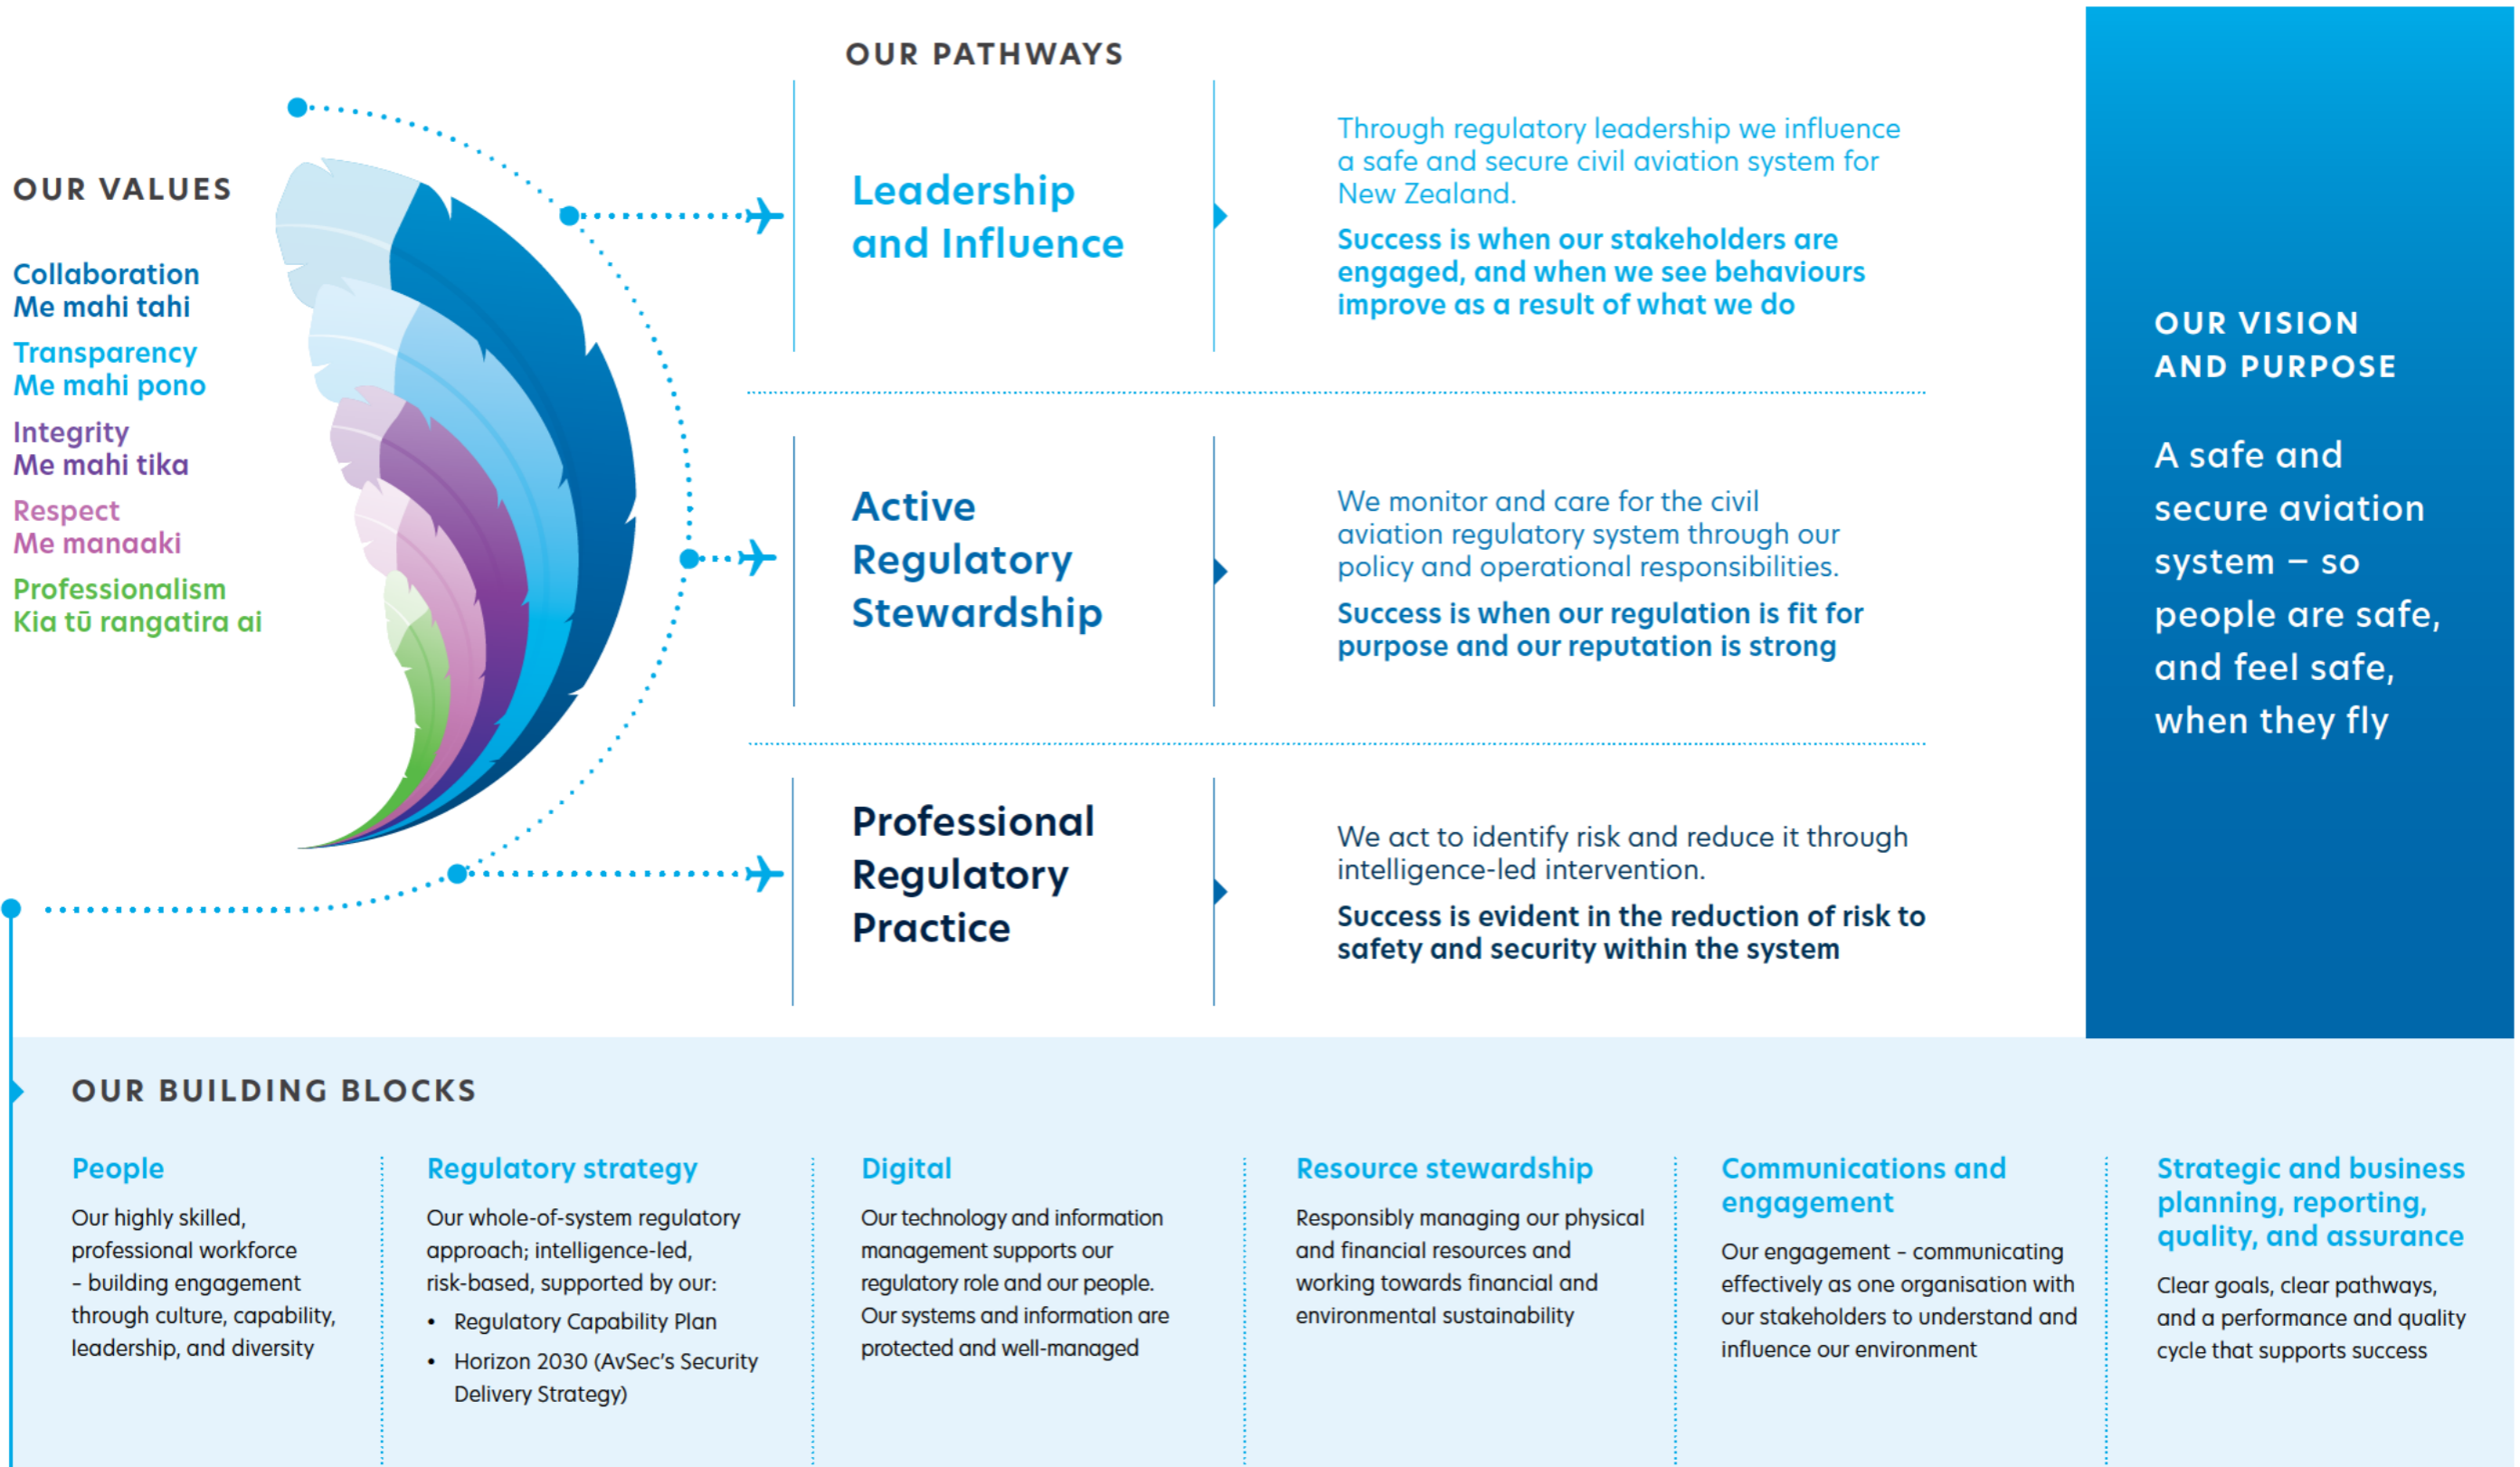 OUR VALUES
Collaboration
Me mahi tahi
Transparency
Me mahi pono
Integrity
Me mahi tika
Respect
Me manaaki
Professionalism
Kia tū rangatira ai
OUR PATHWAYS
Leadership
and Influence
Through regulatory leadership we influence
a safe and secure civil aviation system for
New Zealand.
Success is when our stakeholders are
engaged, and when we see behaviours
improve as a result of what we do
Active
Regulatory
Stewardship
We monitor and care for the civil
aviation regulatory system through our
policy and operational responsibilities.
Success is when our regulation is fit for
purpose and our reputation is strong
Professional
Regulatory
Practice
We act to identify risk and reduce it through
intelligence-led intervention.
Success is evident in the reduction of risk to
safety and security within the system
OUR VISION
AND PURPOSE
A safe and
secure aviation
system – so
people are safe,
and feel safe,
when they fly
OUR BUILDING BLOCKS
People
Our highly skilled,
professional workforce
– building engagement
through culture, capability,
leadership, and diversity
Regulatory strategy
Our whole-of-system regulatory
approach; intelligence-led,
risk-based, supported by our:
• Regulatory Capability Plan
• Horizon 2030 (AvSec's Security
Delivery Strategy)
Digital
Our technology and information
management supports our
regulatory role and our people.
Our systems and information are
protected and well-managed
Resource stewardship
Responsibly managing our physical
and financial resources and
working towards financial and
environmental sustainability
Communications and
engagement
Our engagement – communicating
effectively as one organisation with
our stakeholders to understand and
influence our environment
Strategic and business
planning, reporting,
quality, and assurance
Clear goals, clear pathways,
and a performance and quality
cycle that supports success